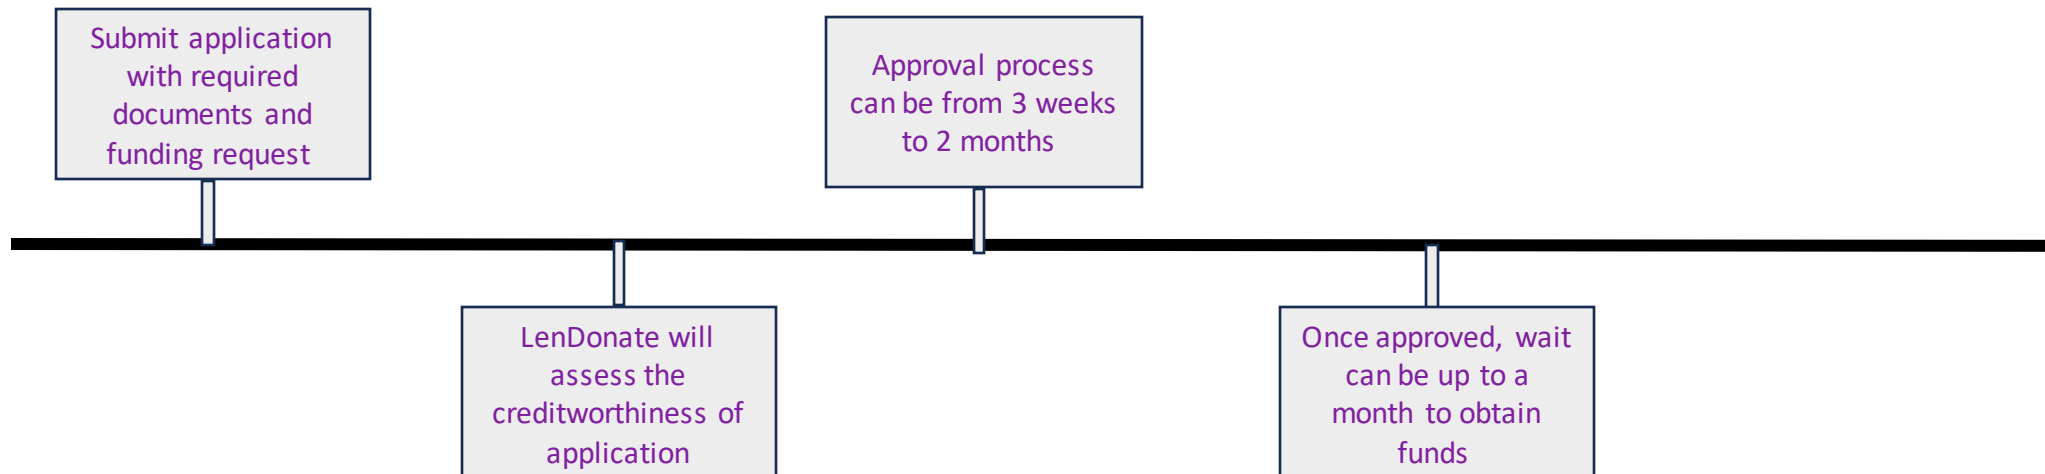 Submit application
with required
documents and
funding request
LenDonate will
assess the
creditworthiness of
application
Approval process
can be from 3 weeks
to 2 months
Once approved, wait
can be up to a
month to obtain
funds